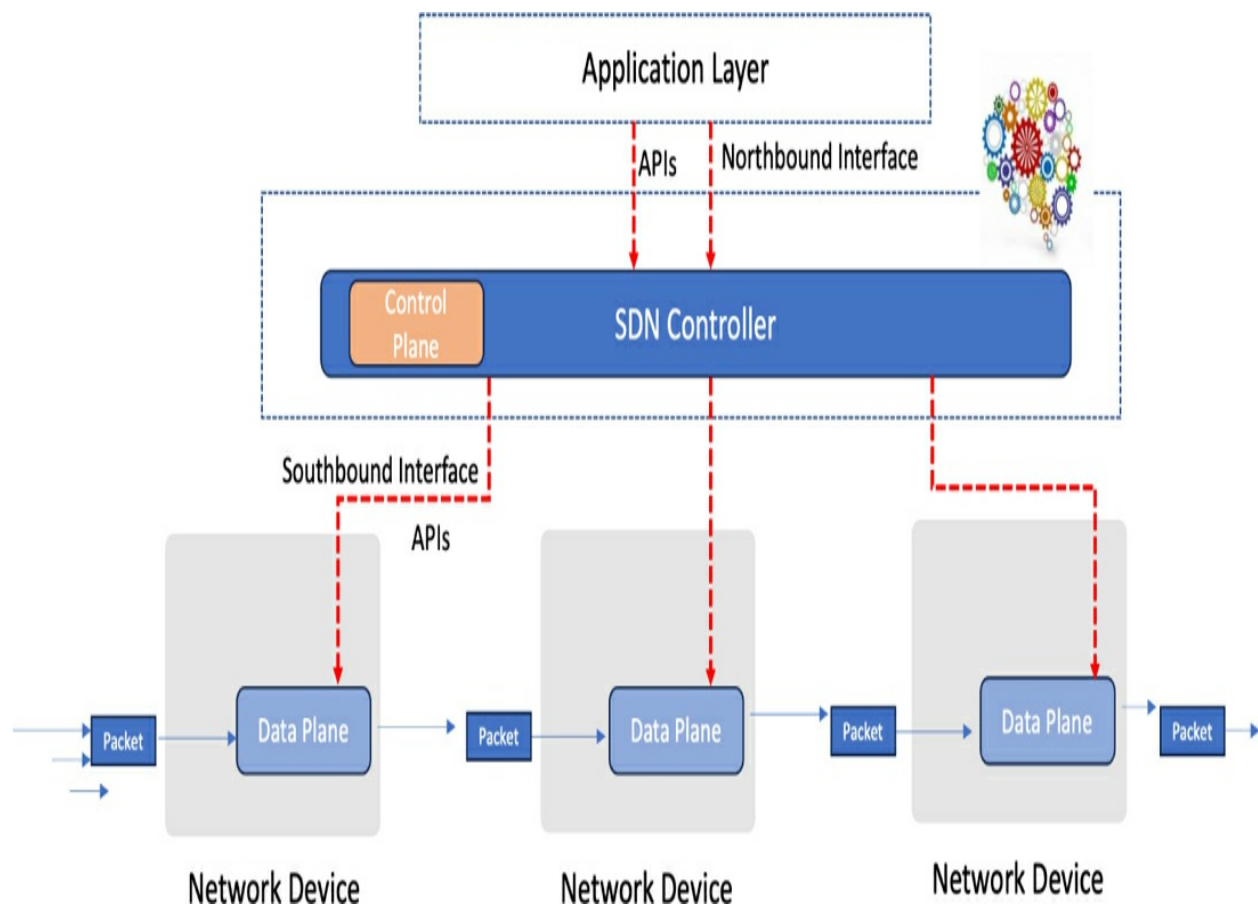 Application Layer
APIs
Northbound Interface
Control
Plane
SDN Controller
Southbound Interface
APIs
Packet
Data Plane
Packet
Data Plane
Packet
Data Plane
Packet
Network Device
Network Device
Network Device